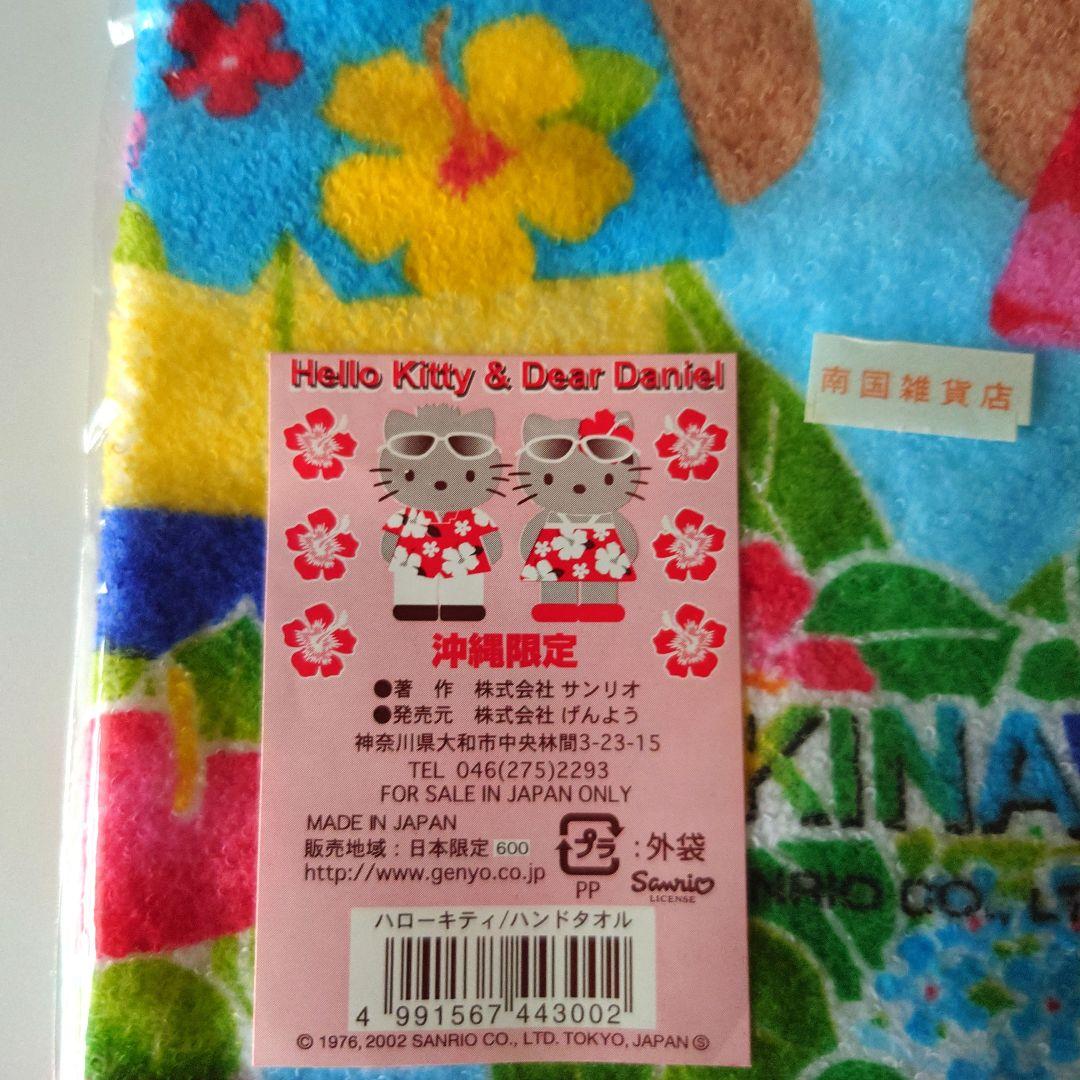 Hello Kitty & Dear Daniel
南国雑貨店
沖縄限定
●著 作 株式会社 サンリオ
●発売元 株式会社 げんよう
神奈川県大和市中央林間3-23-15
TEL 046(275)2293
FOR SALE IN JAPAN ONLY
MADE IN JAPAN
販売地域:日本限定 600
http://www.genyo.co.jp
プラ
:外袋
PP
Sanrio
LICENSE
ハローキティ/ハンドタオル
4 991567 443002
© 1976, 2002 SANRIO CO., LTD. TOKYO, JAPAN Ⓢ
KINA
NRIO CO., LT